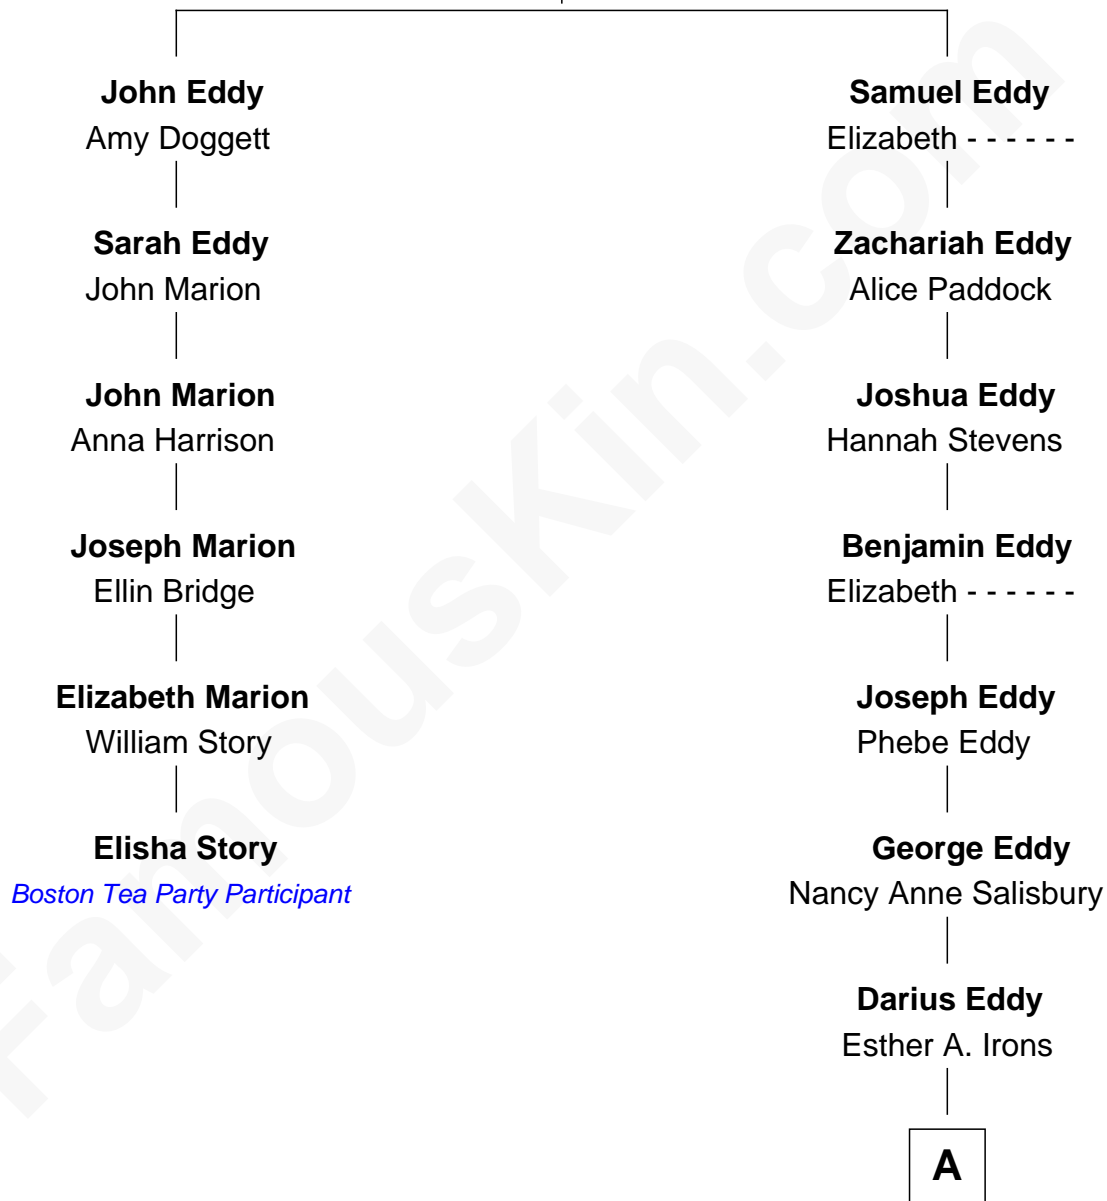 John Eddy
Amy Doggett
Sarah Eddy
John Marion
John Marion
Anna Harrison
Joseph Marion
Ellin Bridge
Elizabeth Marion
William Story
Elisha Story
Boston Tea Party Participant
Samuel Eddy
Elizabeth - - - - - -
Zachariah Eddy
Alice Paddock
Joshua Eddy
Hannah Stevens
Benjamin Eddy
Elizabeth - - - - - -
Joseph Eddy
Phebe Eddy
George Eddy
Nancy Anne Salisbury
Darius Eddy
Esther A. Irons
A
FamousKin.com